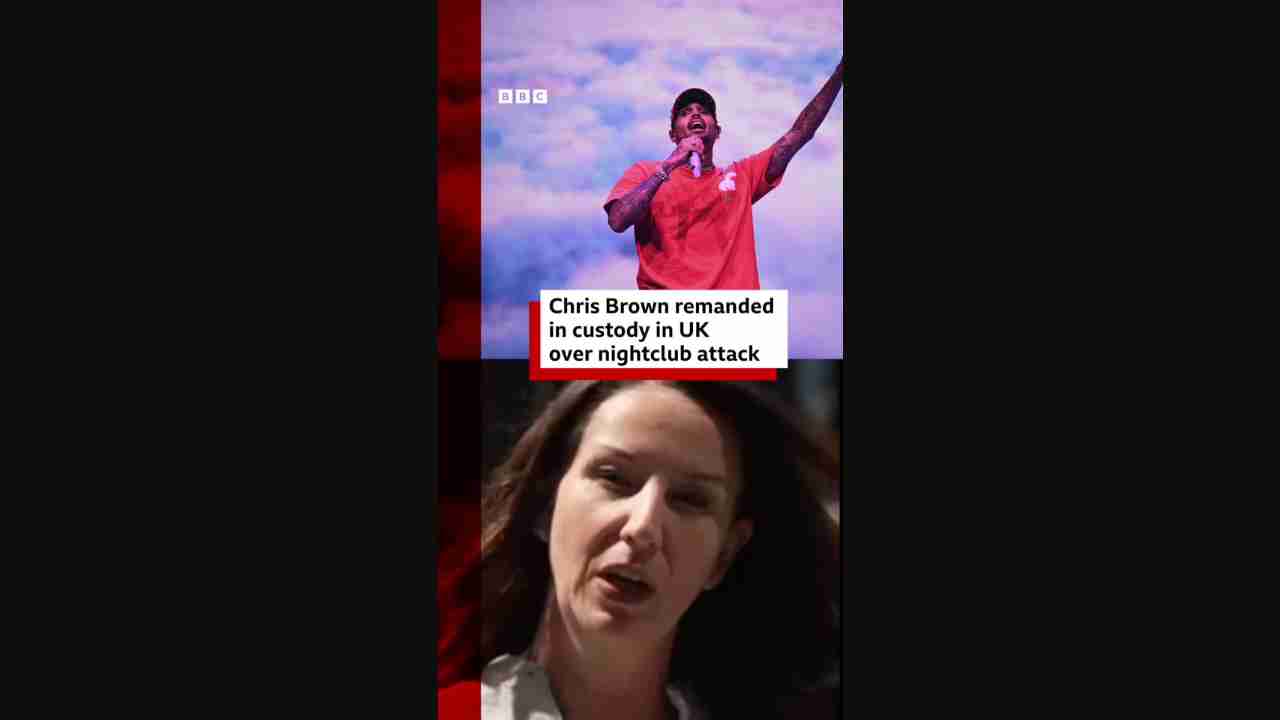 BBC
Chris Brown remanded
in custody in UK
over nightclub attack